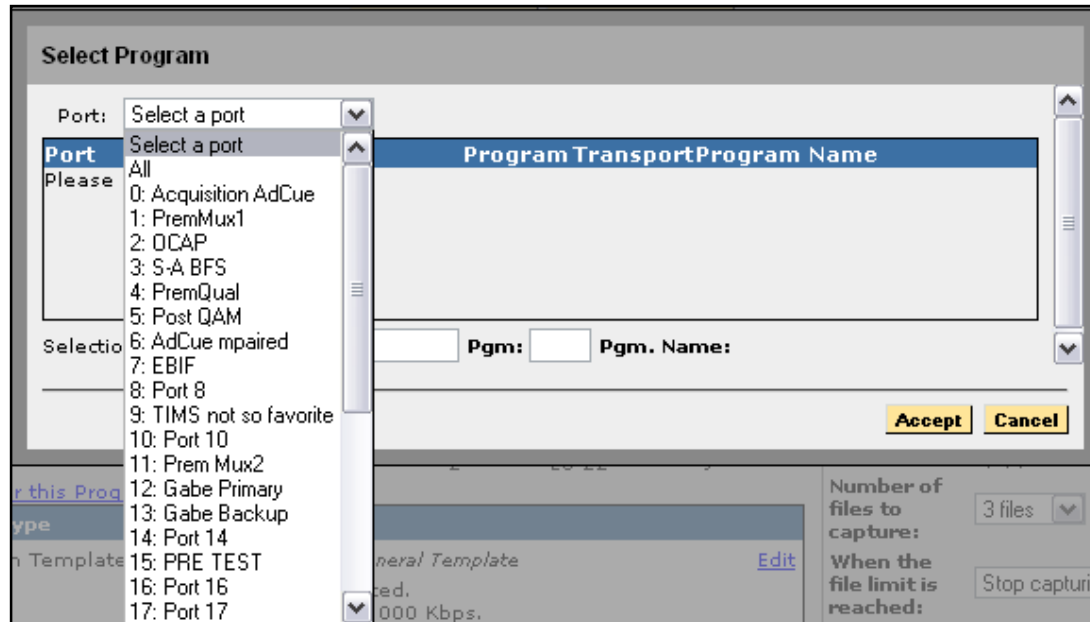 Select Program
Port: Select a port
Select a port
All
0: Acquisition AdCue
1: PremMux1
2: OCAP
3: S-A BFS
4: PremQual
5: Post QAM
6: AdCue mpaired
7: EBIF
8: Port 8
9: TIMS not so favorite
10: Port 10
11: Prem Mux2
12: Gabe Primary
13: Gabe Backup
14: Port 14
15: PRE TEST
16: Port 16
17: Port 17
Port Program Transport Program Name
Please
Selectio Pgm: Pgm. Name:
Accept Cancel
r this Prog
ype
n Template neral Template Edit
ted.
000 Kbps.
Number of
files to
capture: 3 files
When the
file limit is
reached: Stop capturi